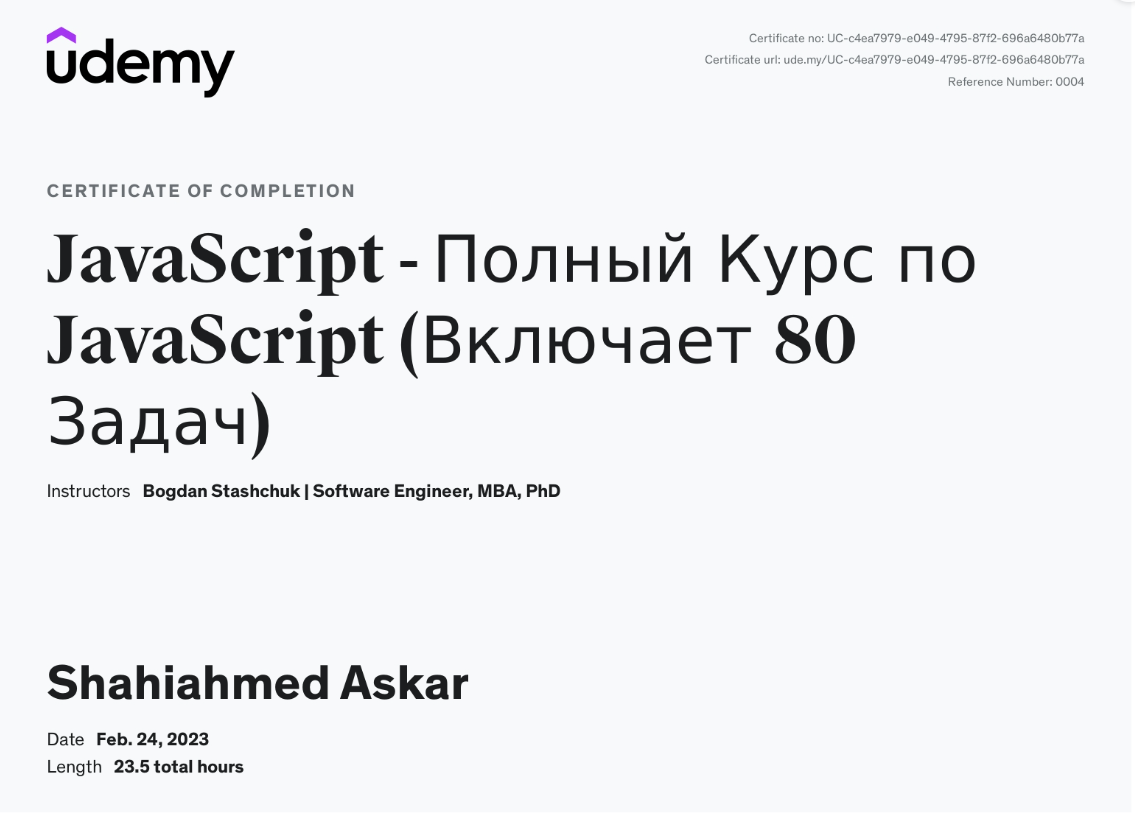 udemy
Certificate no: UC-c4ea7979-e049-4795-87f2-696a6480b77a
Certificate url: ude.my/UC-c4ea7979-e049-4795-87f2-696a6480b77a
Reference Number: 0004
CERTIFICATE OF COMPLETION
JavaScript - Полный Курс по
JavaScript (Включает 80
Задач)
Instructors Bogdan Stashchuk | Software Engineer, MBA, PhD
Shahiahmed Askar
Date Feb. 24, 2023
Length 23.5 total hours